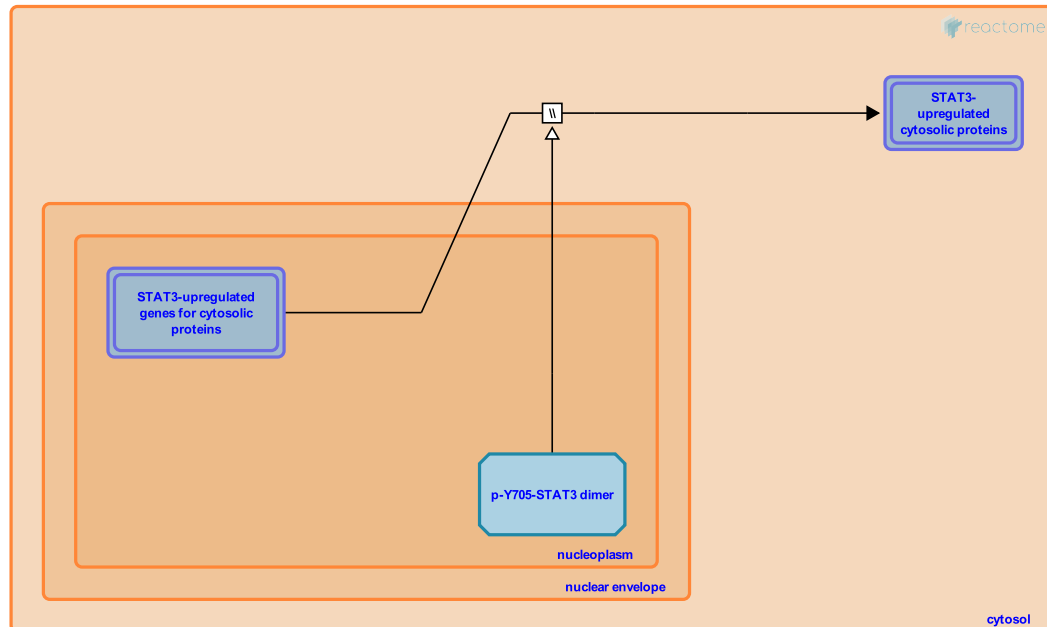 reactome
STAT3-
upregulated
cytosolic proteins
\\
STAT3-upregulated
genes for cytosolic
proteins
p-Y705-STAT3 dimer
nucleoplasm
nuclear envelope
cytosol